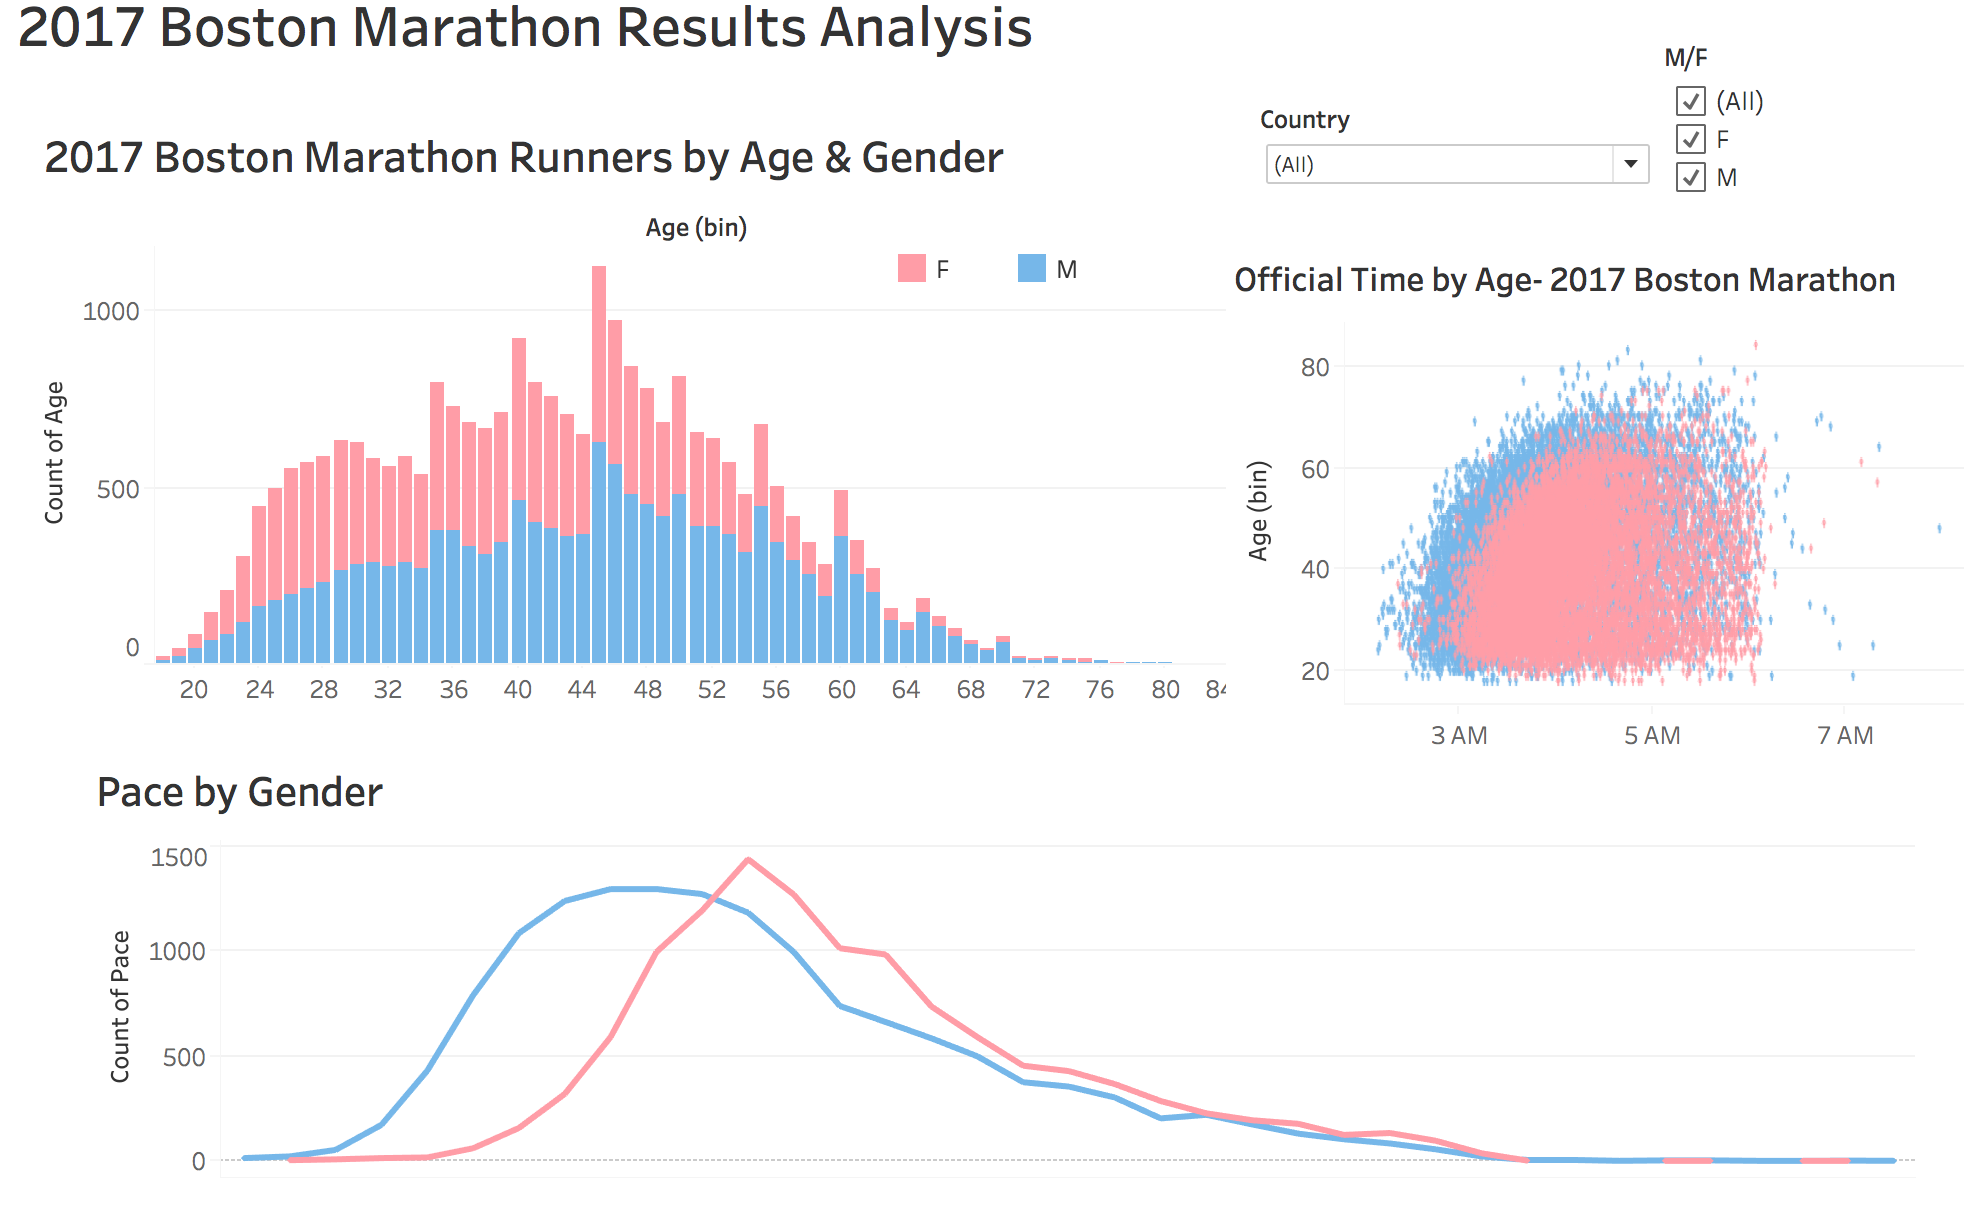 2017 Boston Marathon Results Analysis
M/F
(All)
F
M
Country
(All)
2017 Boston Marathon Runners by Age & Gender
Age (bin)
F M
Count of Age
1000
500
0
20 24 28 32 36 40 44 48 52 56 60 64 68 72 76 80 84
Official Time by Age- 2017 Boston Marathon
Age (bin)
80
60
40
20
3 AM 5 AM 7 AM
Pace by Gender
Count of Pace
1500
1000
500
0